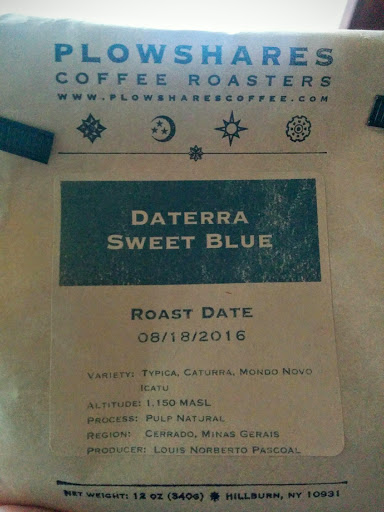 PLOWSHARES
COFFEE ROASTERS
WWW.PLOWSHARESCOFFEE.COM
DATERRA
SWEET BLUE
ROAST DATE
08/18/2016
VARIETY: TYPICA, CATURRA, MONDO NOVO
ICATU
ALTITUDE: 1,150 MASL
PROCESS: PULP NATURAL
REGION: CERRADO, MINAS GERAIS
PRODUCER: LOUIS NORBERTO PASCOAL
NET WEIGHT: 12 OZ (340G) HILLBURN, NY 10931